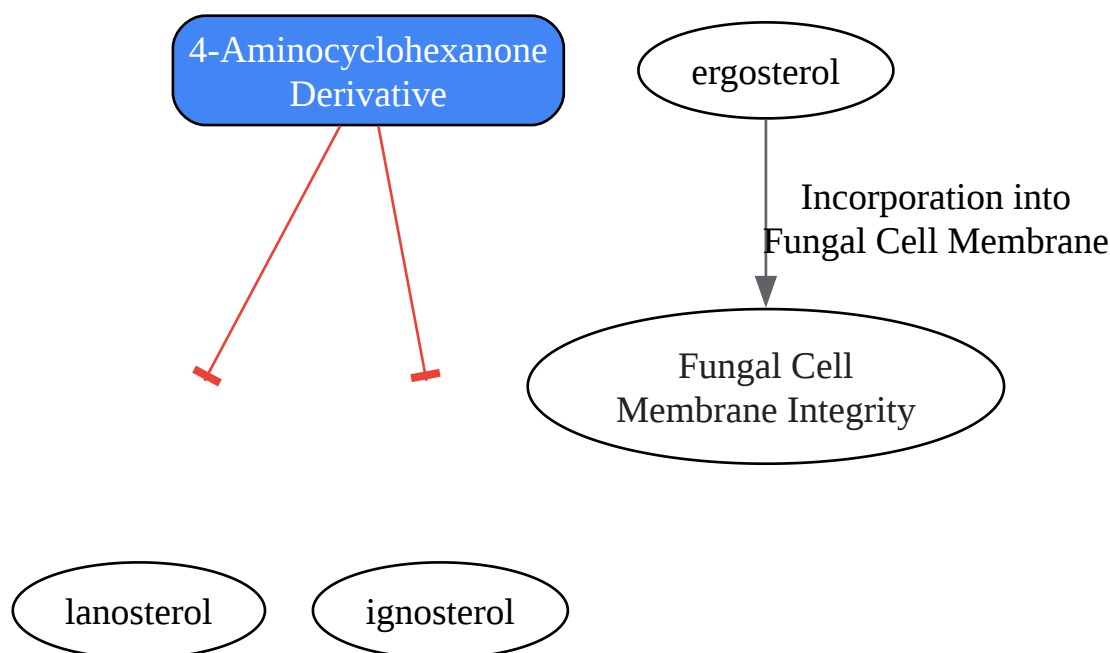 4-Aminocyclohexanone
Derivative
ergosterol
Incorporation into
Fungal Cell Membrane
Fungal Cell
Membrane Integrity
lanosterol
ignosterol